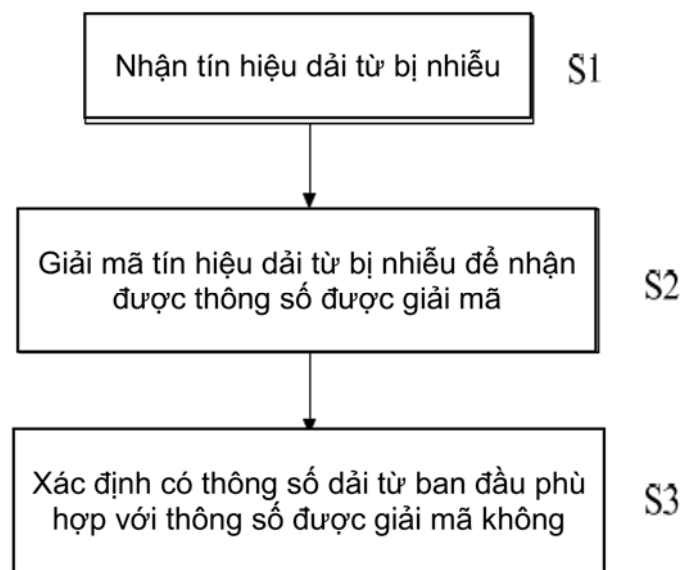 Nhận tín hiệu dải từ bị nhiễu
S1
Giải mã tín hiệu dải từ bị nhiễu để nhận
được thông số được giải mã
S2
Xác định có thông số dải từ ban đầu phù
hợp với thông số được giải mã không
S3